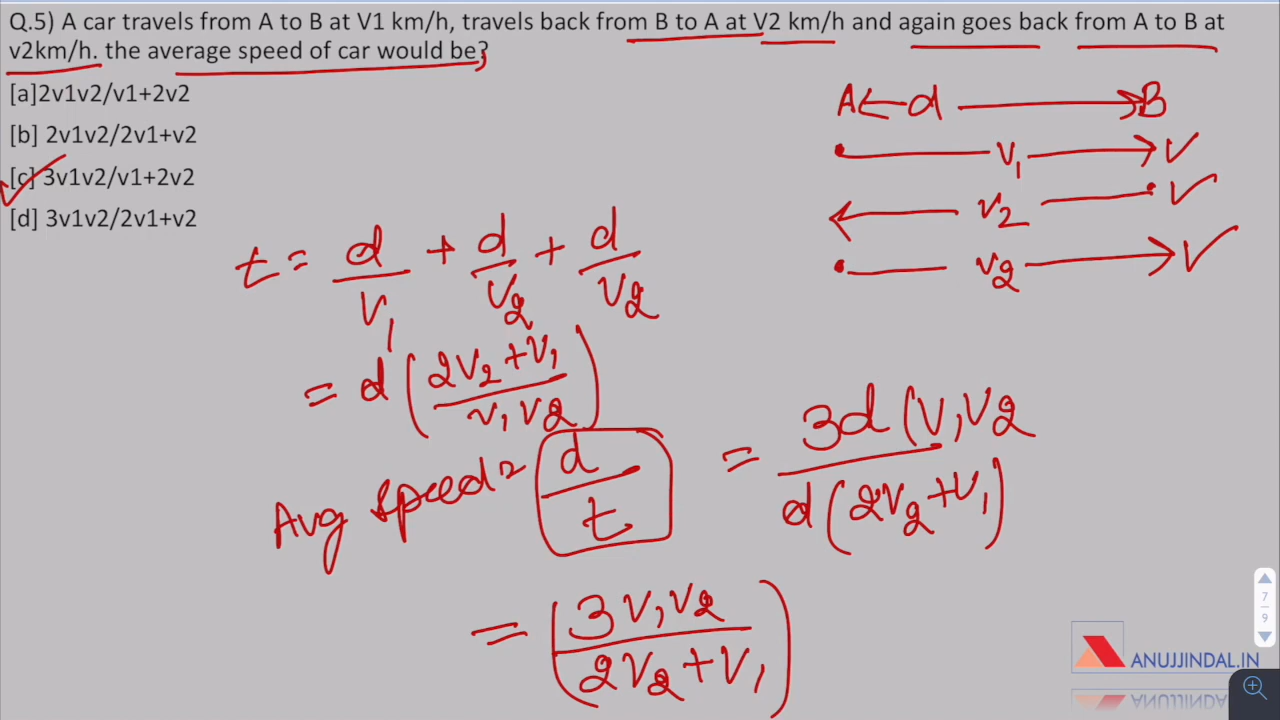 Q.5) A car travels from A to B at V1 km/h, travels back from B to A at V2 km/h and again goes back from A to B at
v2km/h. the average speed of car would be?
[a]2v1v2/v1+2v2
[b] 2v1v2/2v1+v2
[c] 3v1v2/v1+2v2
[d] 3v1v2/2v1+v2
A ← d → B
V₁
V₂
V₂
t = d/V₁ + d/V₂ + d/V₂
= d (2V₂+V₁/V₁V₂)
Avg Speed = d/t = 3d (V₁V₂/d(2V₂+V₁)
= (3V₁V₂/2V₂+V₁)
7
9
ANUJJINDAL.IN